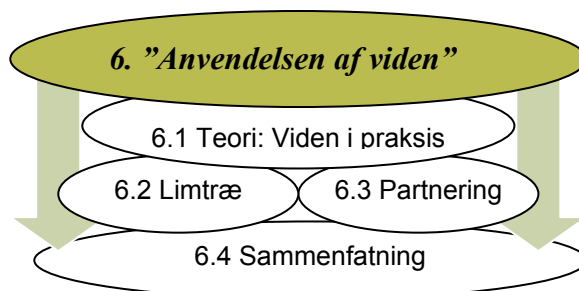 6. ”Anvendelsen af viden”
6.1 Teori: Viden i praksis
6.2 Limtræ
6.3 Partnering
6.4 Sammenfatning